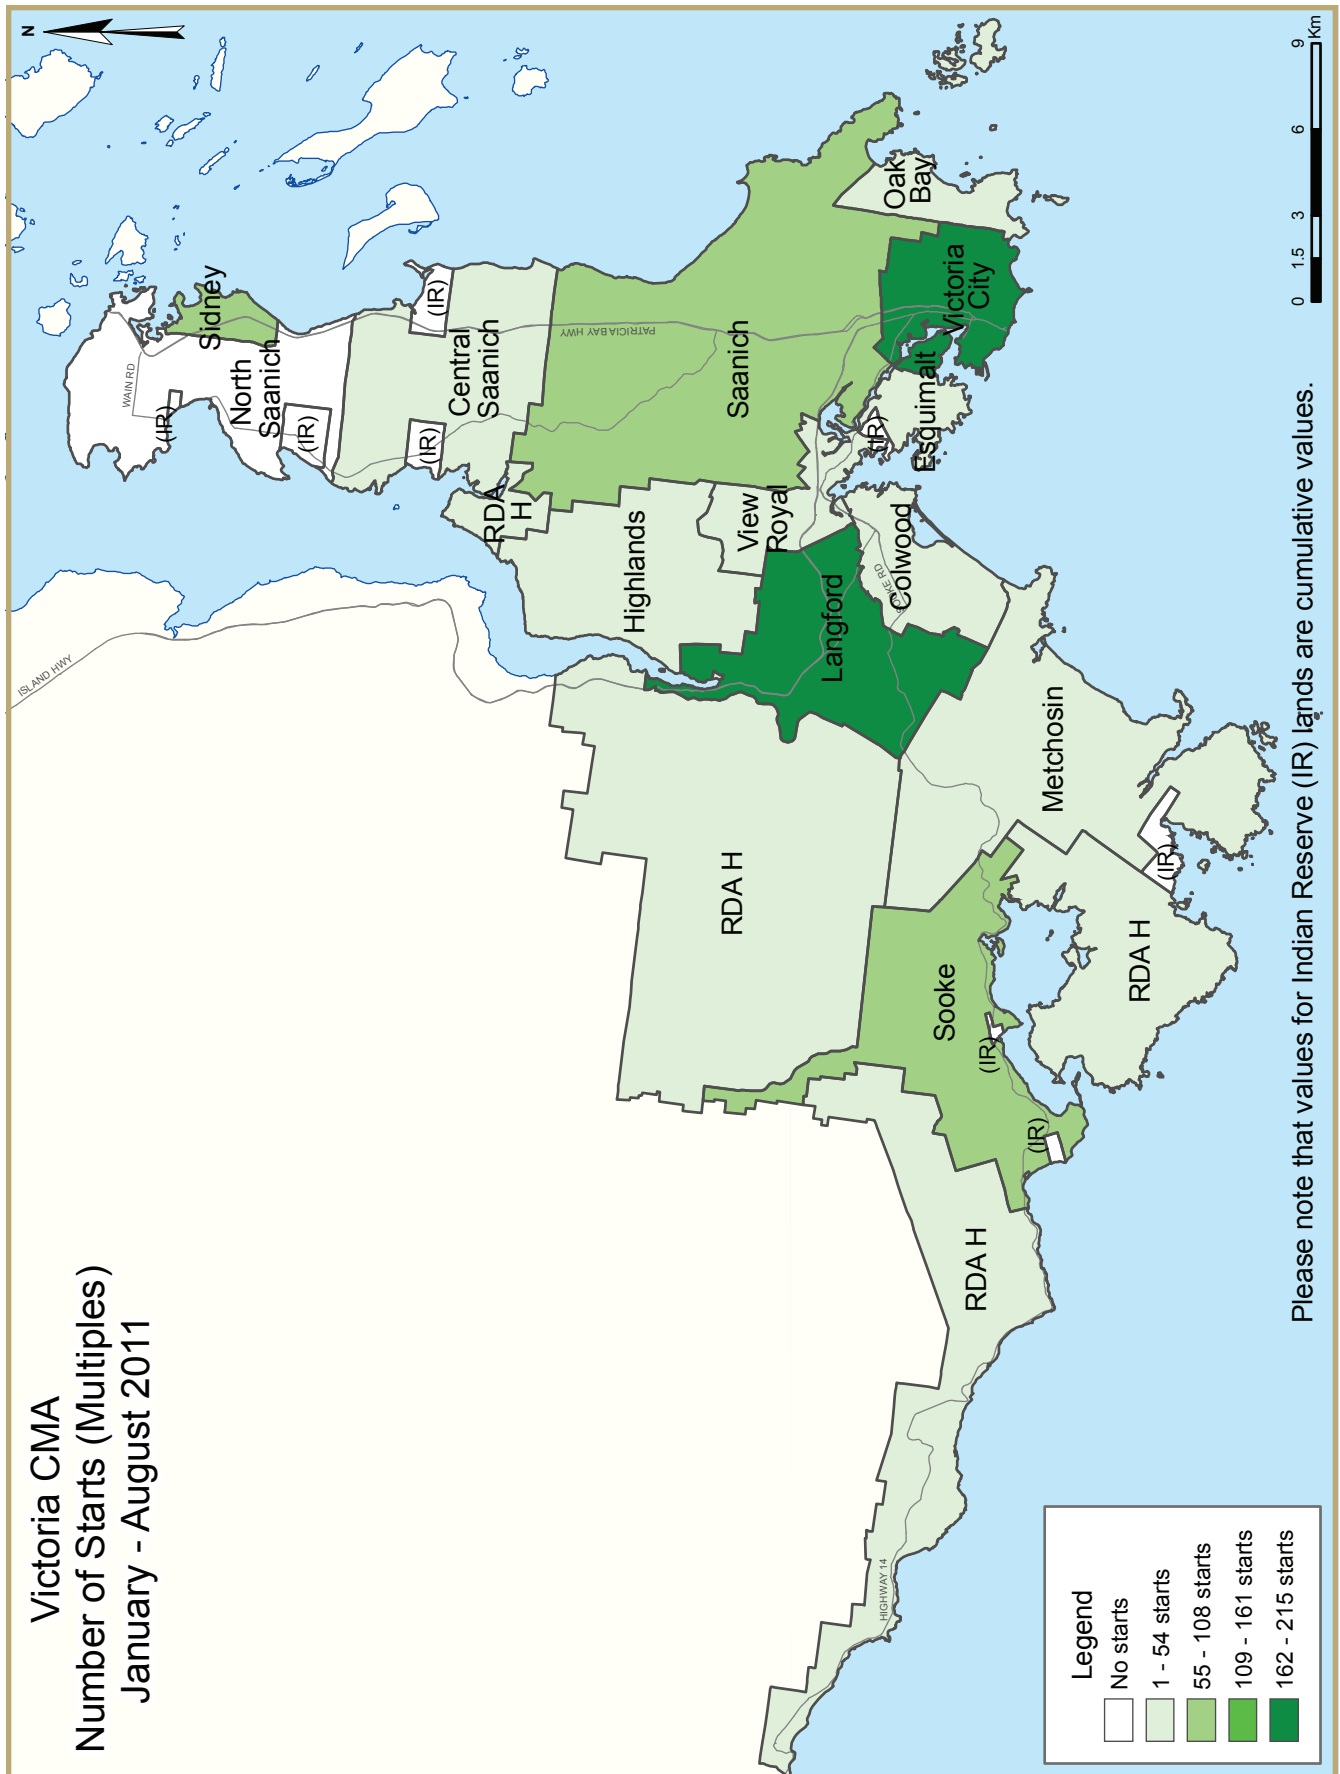 Victoria CMA
Number of Starts (Multiples)
January - August 2011
N
ISLAND HWY
WAIN RD
(IR)
Sidney
North
Saanich
(IR)
(IR)
Central
Saanich
(IR)
RDA
H
PATRICIA BAY HWY
Saanich
Highlands
View
Royal
Oak
Bay
Victoria
City
Esquimalt
(IR)
Langford
Colwood
SOOKE RD
Metchosin
(IR)
RDA H
RDA H
Sooke
(IR)
(IR)
RDA H
HIGHWAY 14
Legend
No starts
1 - 54 starts
55 - 108 starts
109 - 161 starts
162 - 215 starts
0 1.5 3 6 9
Km
Please note that values for Indian Reserve (IR) lands are cumulative values.